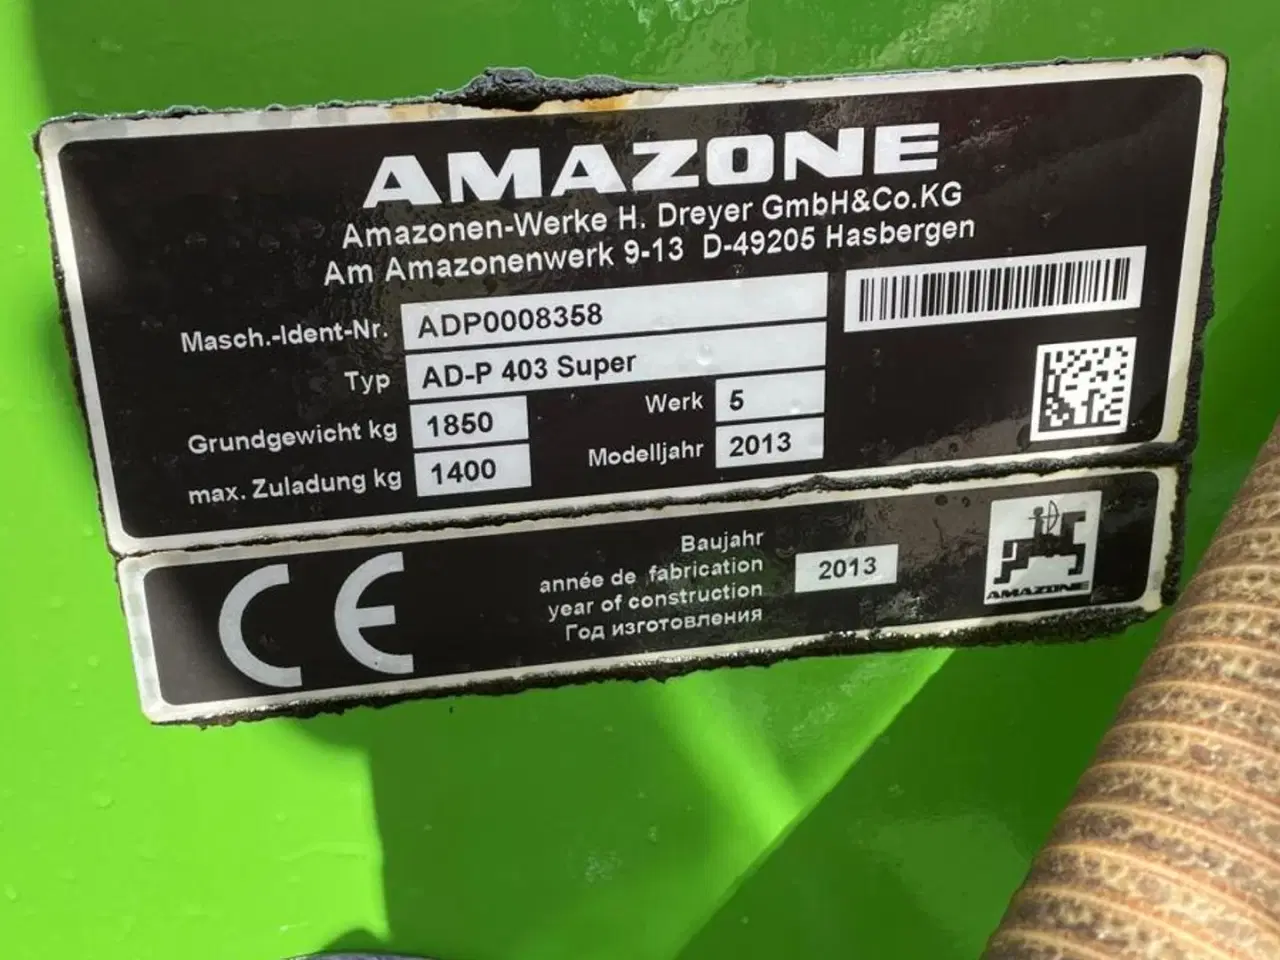 AMAZONE
Amazonen-Werke H. Dreyer GmbH&Co.KG
Am Amazonenwerk 9-13 D-49205 Hasbergen
Masch.-Ident-Nr. ADP0008358
Typ AD-P 403 Super
Grundgewicht kg 1850 Werk 5
max. Zuladung kg 1400 Modelljahr 2013
CE
Baujahr
année de fabrication 2013
year of construction
Год изготовления
AMAZONE